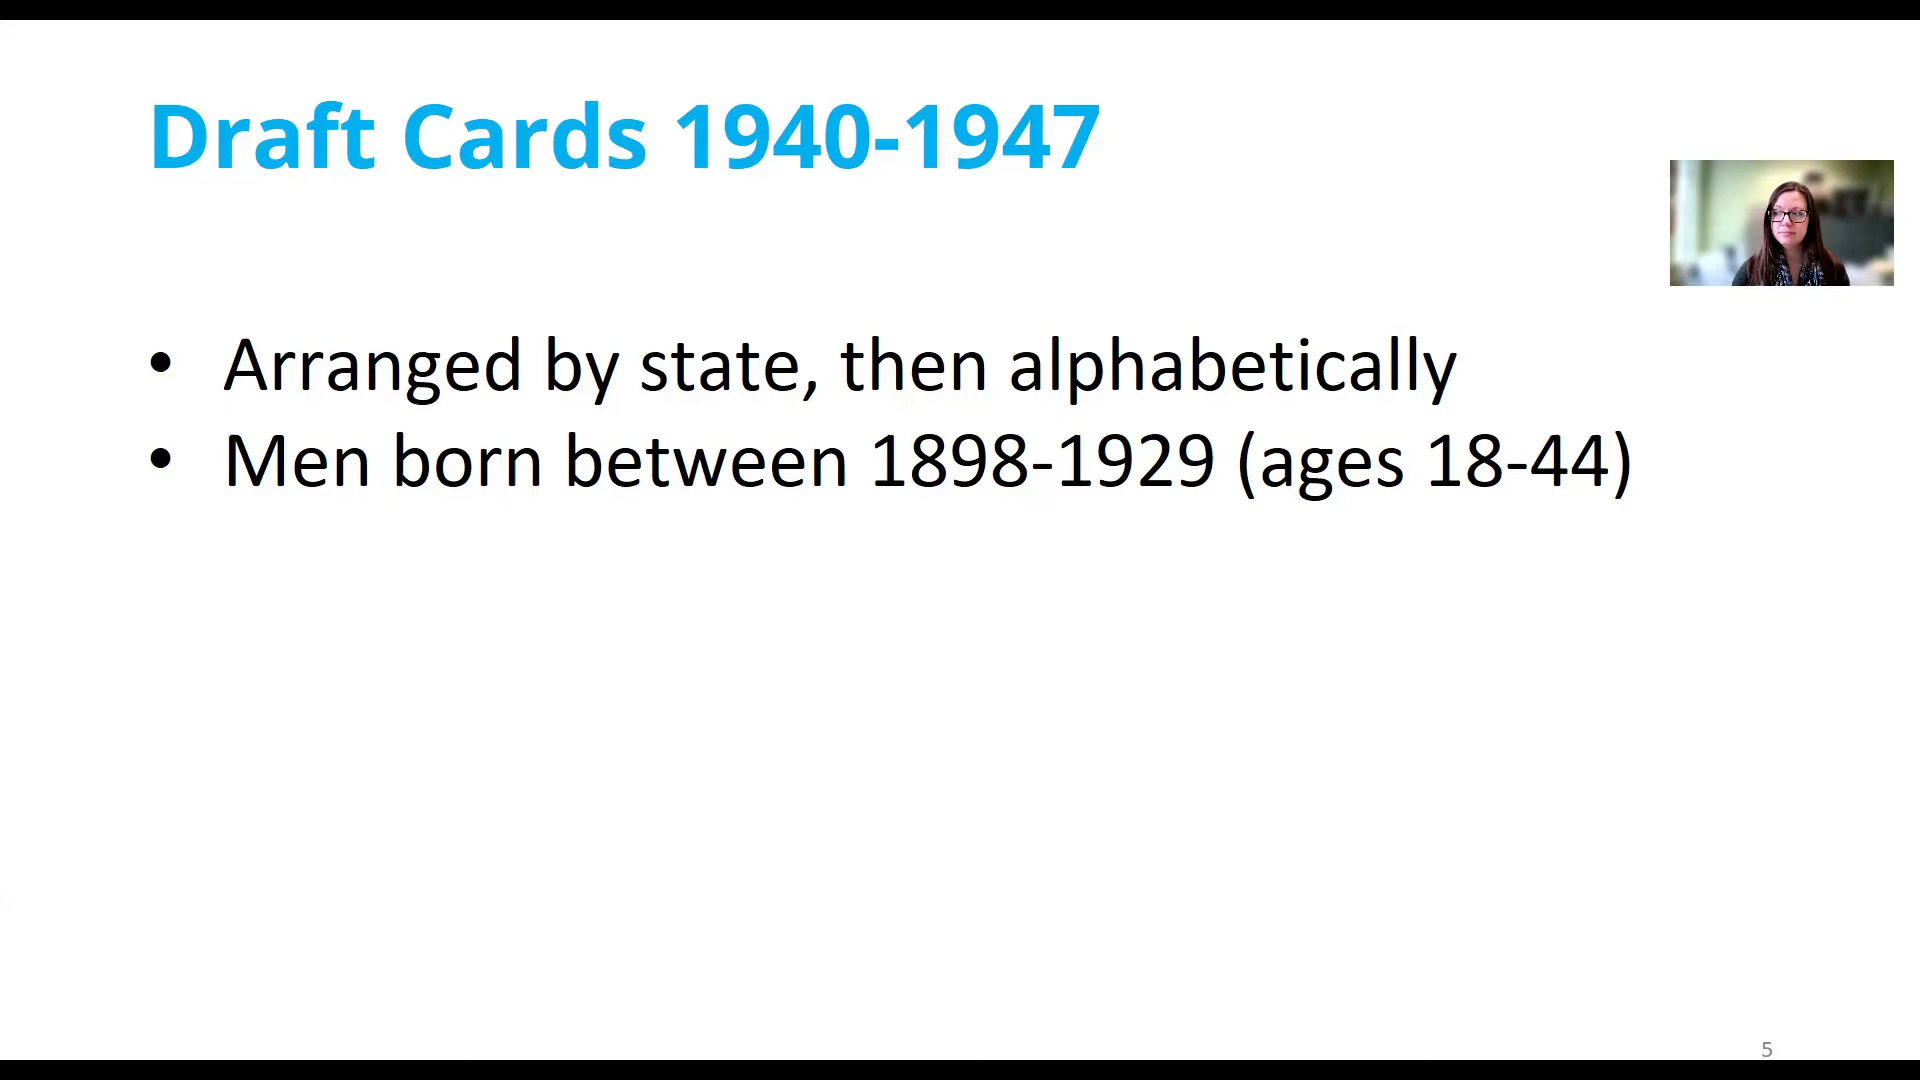 Draft Cards 1940-1947
• Arranged by state, then alphabetically
• Men born between 1898-1929 (ages 18-44)
5